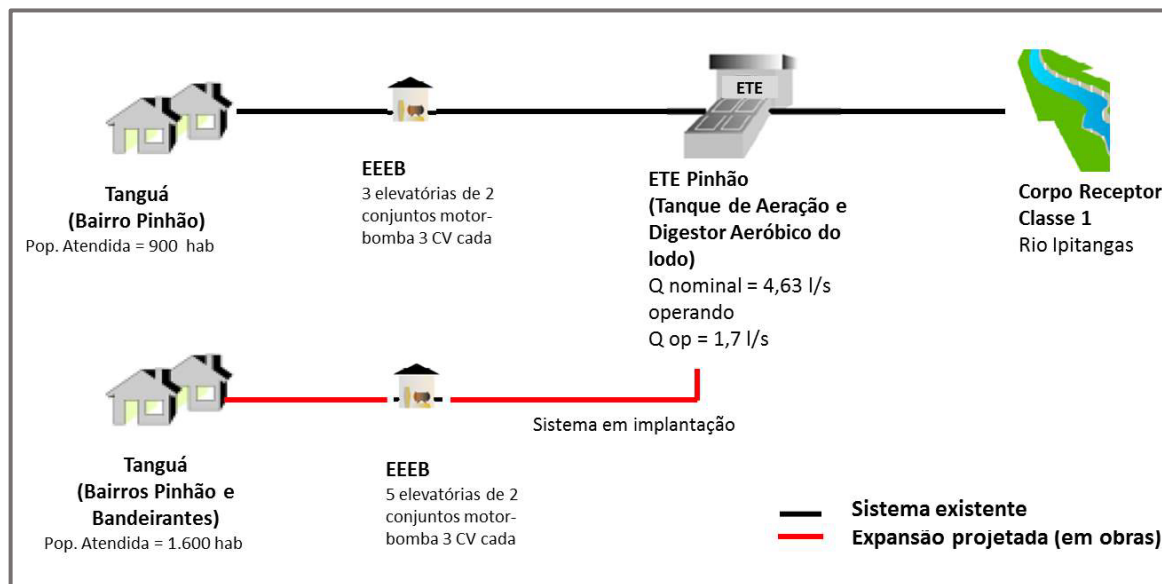 ETE
EEEB
3 elevatórias de 2
conjuntos motor-
bomba 3 CV cada
Tanguá
(Bairro Pinhão)
Pop. Atendida = 900 hab
ETE Pinhão
(Tanque de Aeração e
Digestor Aeróbico do
lodo)
Q nominal = 4,63 l/s
operando
Q op = 1,7 l/s
Corpo Receptor
Classe 1
Rio Ipitangas
Sistema em implantação
Tanguá
(Bairros Pinhão e
Bandeirantes)
Pop. Atendida = 1.600 hab
EEEB
5 elevatórias de 2
conjuntos motor-
bomba 3 CV cada
Sistema existente
Expansão projetada (em obras)